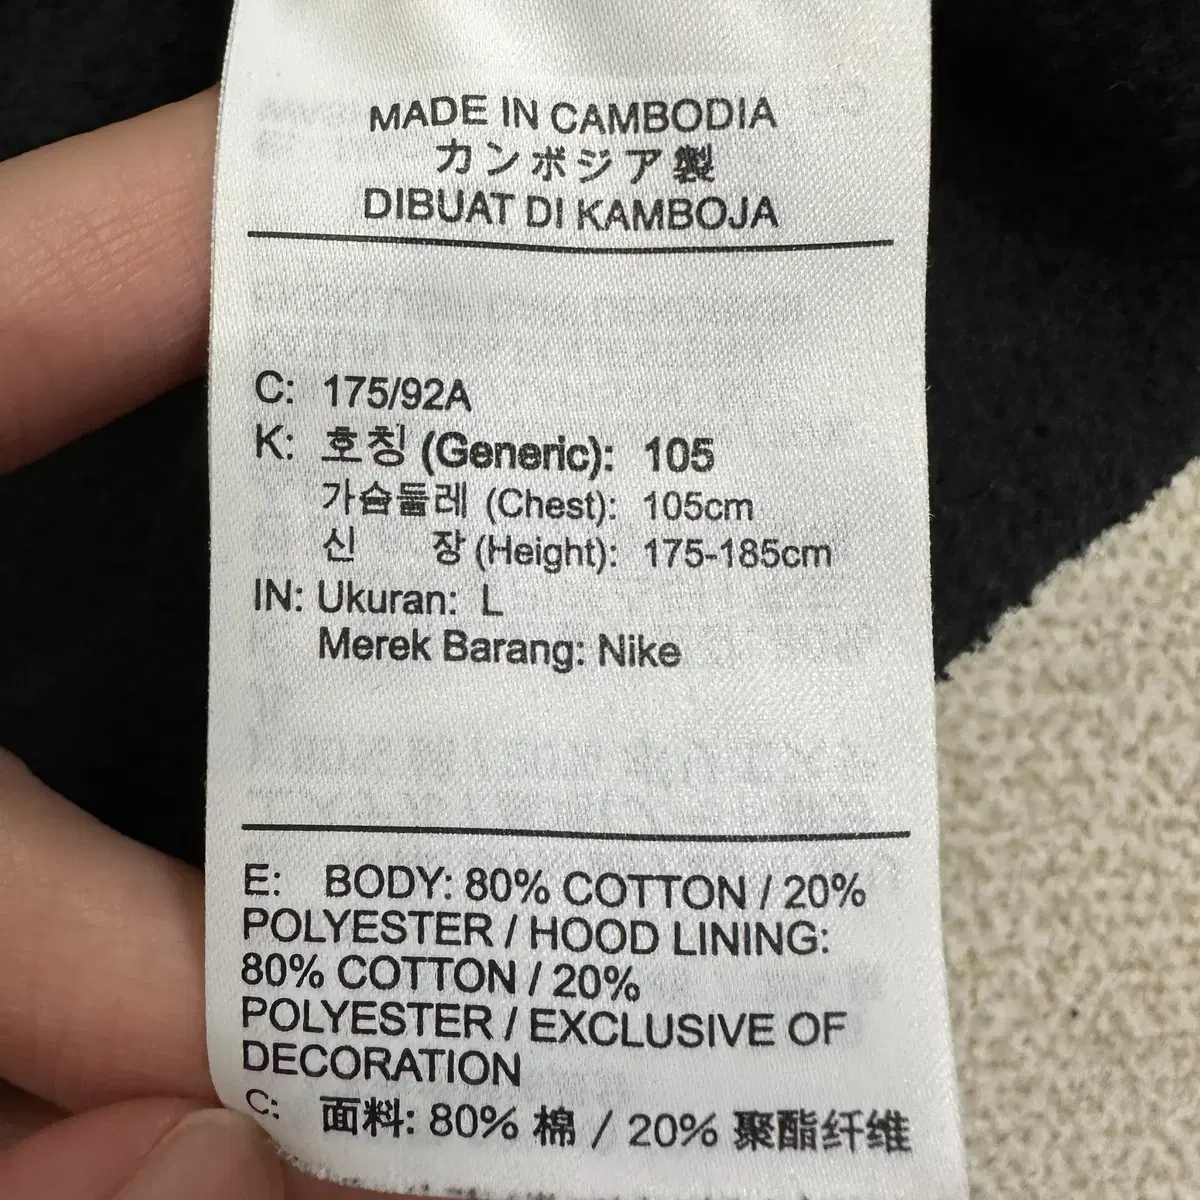 MADE IN CAMBODIA
カンボジア製
DIBUAT DI KAMBOJA
C: 175/92A
K: 호칭 (Generic): 105
가슴둘레 (Chest): 105cm
신 장 (Height): 175-185cm
IN: Ukuran: L
Merek Barang: Nike
E: BODY: 80% COTTON / 20%
POLYESTER / HOOD LINING:
80% COTTON / 20%
POLYESTER / EXCLUSIVE OF
DECORATION
C: 面料: 80% 棉 / 20% 聚酯纤维